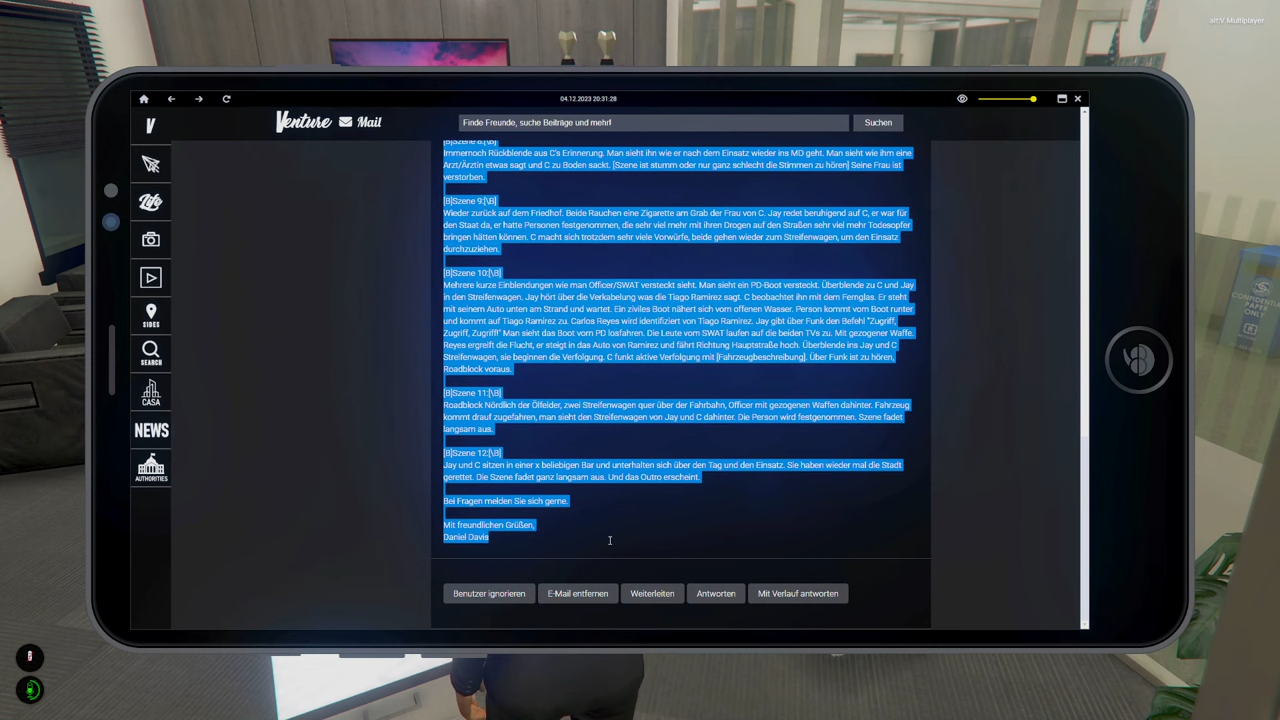 alt:V Multiplayer
04.12.2023 20:31:28
V
Venture Mail
Finde Freunde, suche Beiträge und mehr!
Suchen
Life
SIDES
SEARCH
CASA
NEWS
AUTHORITIES
[B]Szene 8:[\B]
Immernoch Rückblende aus C's Erinnerung. Man sieht ihn wie er nach dem Einsatz wieder ins MD geht. Man sieht wie ihm eine
Arzt/Ärztin etwas sagt und C zu Boden sackt. [Szene ist stumm oder nur ganz schlecht die Stimmen zu hören] Seine Frau ist
verstorben.
[B]Szene 9:[\B]
Wieder zurück auf dem Friedhof. Beide Rauchen eine Zigarette am Grab der Frau von C. Jay redet beruhigend auf C, er war für
den Staat da, er hatte Personen festgenommen, die sehr viel mehr mit ihren Drogen auf den Straßen sehr viel mehr Todesopfer
bringen hätten können. C macht sich trotzdem sehr viele Vorwürfe, beide gehen wieder zum Streifenwagen, um den Einsatz
durchzuziehen.
[B]Szene 10:[\B]
Mehrere kurze Einblendungen wie man Officer/SWAT versteckt sieht. Man sieht ein PD-Boot versteckt. Überblende zu C und Jay
in den Streifenwagen. Jay hört über die Verkabelung was die Tiago Ramirez sagt. C beobachtet ihn mit dem Fernglas. Er steht
mit seinem Auto unten am Strand und wartet. Ein ziviles Boot nähert sich vom offenen Wasser. Person kommt vom Boot runter
und kommt auf Tiago Ramirez zu. Carlos Reyes wird identifiziert von Tiago Ramirez. Jay gibt über Funk den Befehl "Zugriff,
Zugriff, Zugriff!" Man sieht das Boot vom PD losfahren. Die Leute vom SWAT laufen auf die beiden TVs zu. Mit gezogener Waffe.
Reyes ergreift die Flucht, er steigt in das Auto von Ramirez und fährt Richtung Hauptstraße hoch. Überblende ins Jay und C
Streifenwagen, sie beginnen die Verfolgung. C funkt aktive Verfolgung mit [Fahrzeugbeschreibung]. Über Funk ist zu hören,
Roadblock voraus.
[B]Szene 11:[\B]
Roadblock Nördlich der Ölfelder, zwei Streifenwagen quer über der Fahrbahn, Officer mit gezogenen Waffen dahinter. Fahrzeug
kommt drauf zugefahren, man sieht den Streifenwagen von Jay und C dahinter. Die Person wird festgenommen. Szene fadet
langsam aus.
[B]Szene 12:[\B]
Jay und C sitzen in einer x beliebigen Bar und unterhalten sich über den Tag und den Einsatz. Sie haben wieder mal die Stadt
gerettet. Die Szene fadet ganz langsam aus. Und das Outro erscheint.
Bei Fragen melden Sie sich gerne.
Mit freundlichen Grüßen,
Daniel Davis
Benutzer ignorieren
E-Mail entfernen
Weiterleiten
Antworten
Mit Verlauf antworten
CONFIDENTIAL
PAPER
ONLY